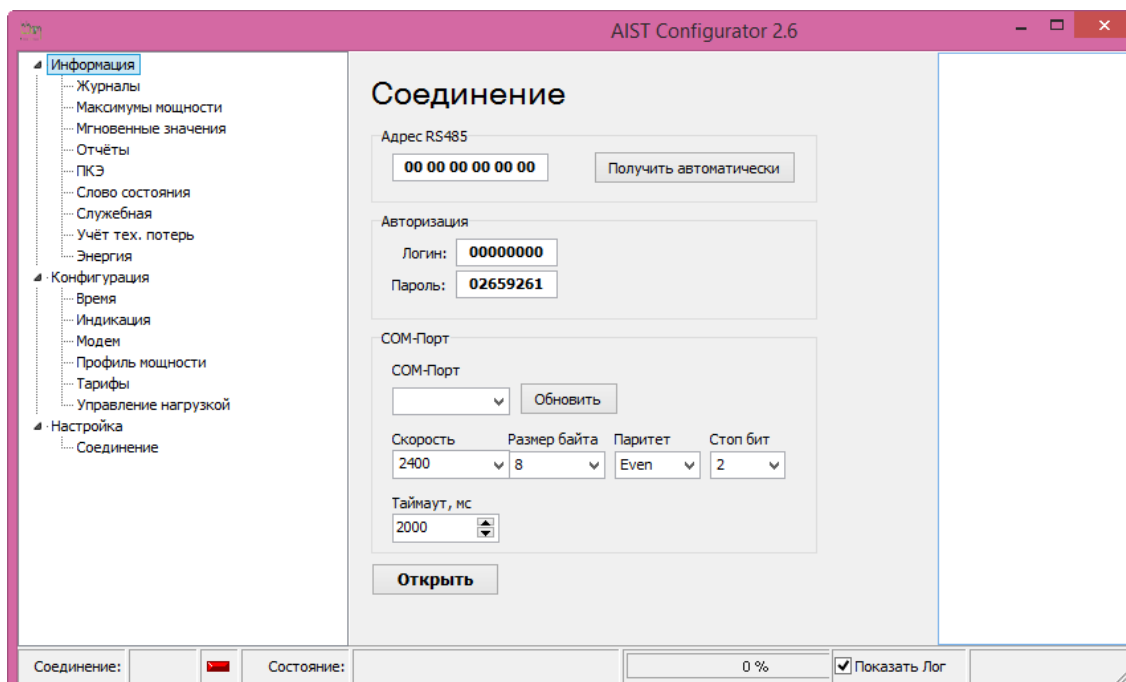 AIST Configurator 2.6
Информация
Журналы
Максимумы мощности
Мгновенные значения
Отчёты
ПКЭ
Слово состояния
Служебная
Учёт тех. потерь
Энергия
Конфигурация
Время
Индикация
Модем
Профиль мощности
Тарифы
Управление нагрузкой
Настройка
Соединение
Соединение
Адрес RS485
00 00 00 00 00 00 Получить автоматически
Авторизация
Логин: 00000000
Пароль: 02659261
COM-Порт
COM-Порт
Обновить
Скорость Размер байта Паритет Стоп бит
2400 8 Even 2
Таймаут, мс
2000
Открыть
Соединение: Состояние: 0 % Показать Лог